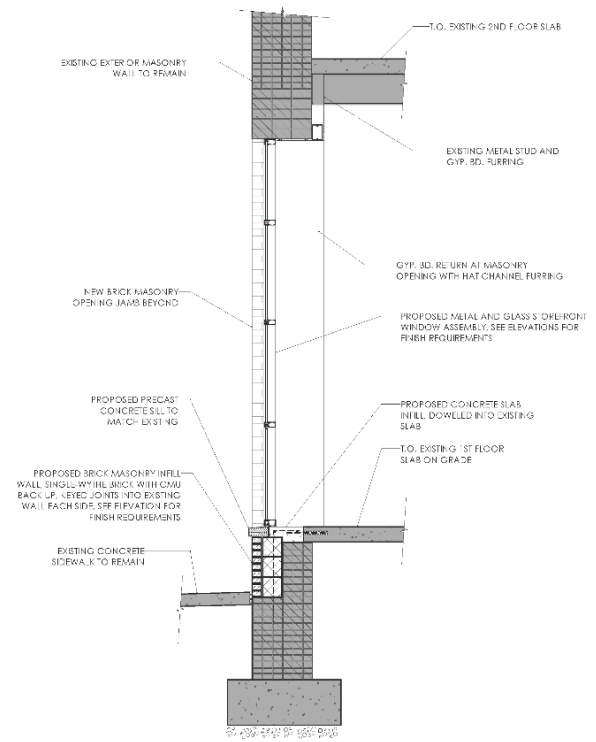 T.O. EXISTING 2ND FLOOR SLAB
EXISTING EXTERIOR MASONRY
WALL TO REMAIN
EXISTING METAL STUD AND
GYP. BD. FURRING
GYP. BD. RETURN AT MASONRY
OPENING WITH HAT CHANNEL FURRING
NEW BRICK MASONRY
OPENING JAMB BEYOND
PROPOSED METAL AND GLASS STOREFRONT
WINDOW ASSEMBLY. SEE ELEVATIONS FOR
FINISH REQUIREMENTS
PROPOSED PRECAST
CONCRETE SILL TO
MATCH EXISTING
PROPOSED CONCRETE SLAB
INFILL, DOWELED INTO EXISTING
SLAB
T.O. EXISTING 1ST FLOOR
SLAB ON GRADE
PROPOSED BRICK MASONRY INFILL
WALL, SINGLE-WYTHE BRICK WITH CMU
BACK UP. KEYED JOINTS INTO EXISTING
WALL EACH SIDE. SEE ELEVATION FOR
FINISH REQUIREMENTS
EXISTING CONCRETE
SIDEWALK TO REMAIN